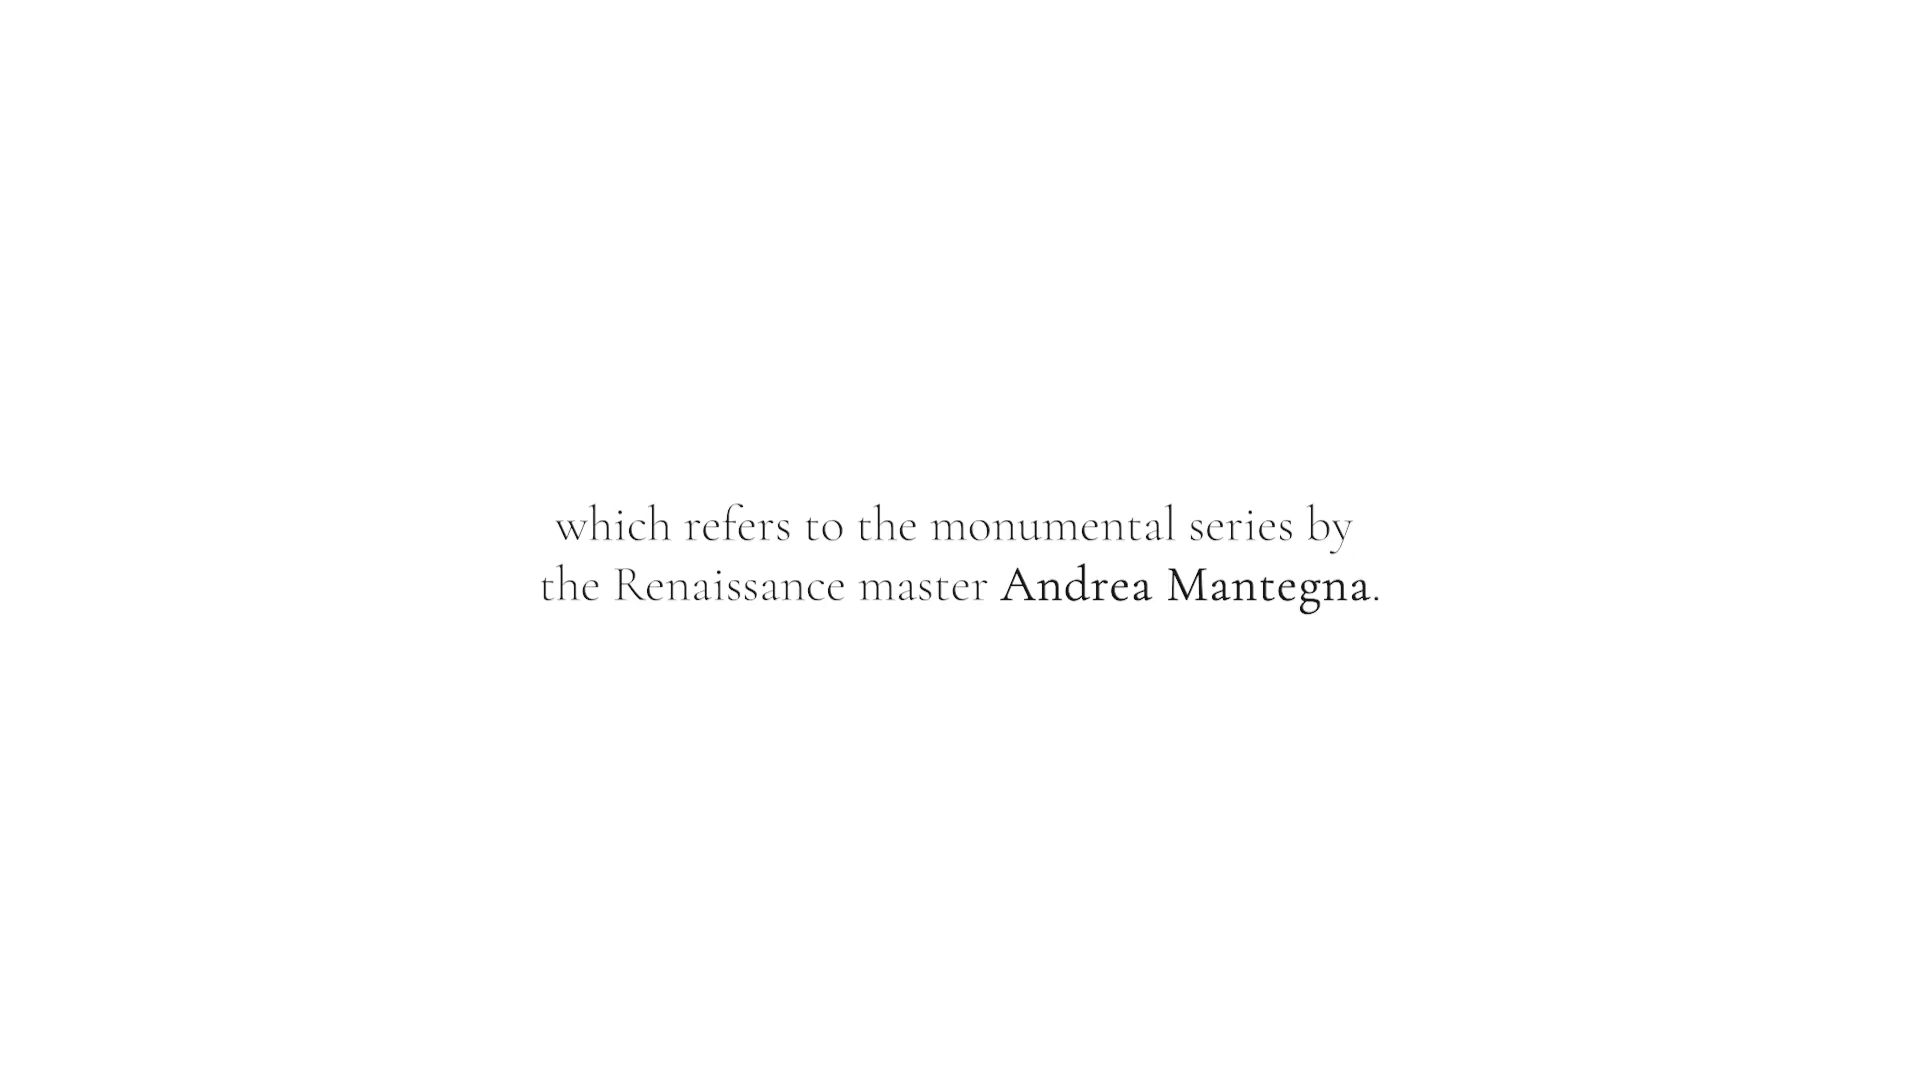 which refers to the monumental series by
the Renaissance master Andrea Mantegna.